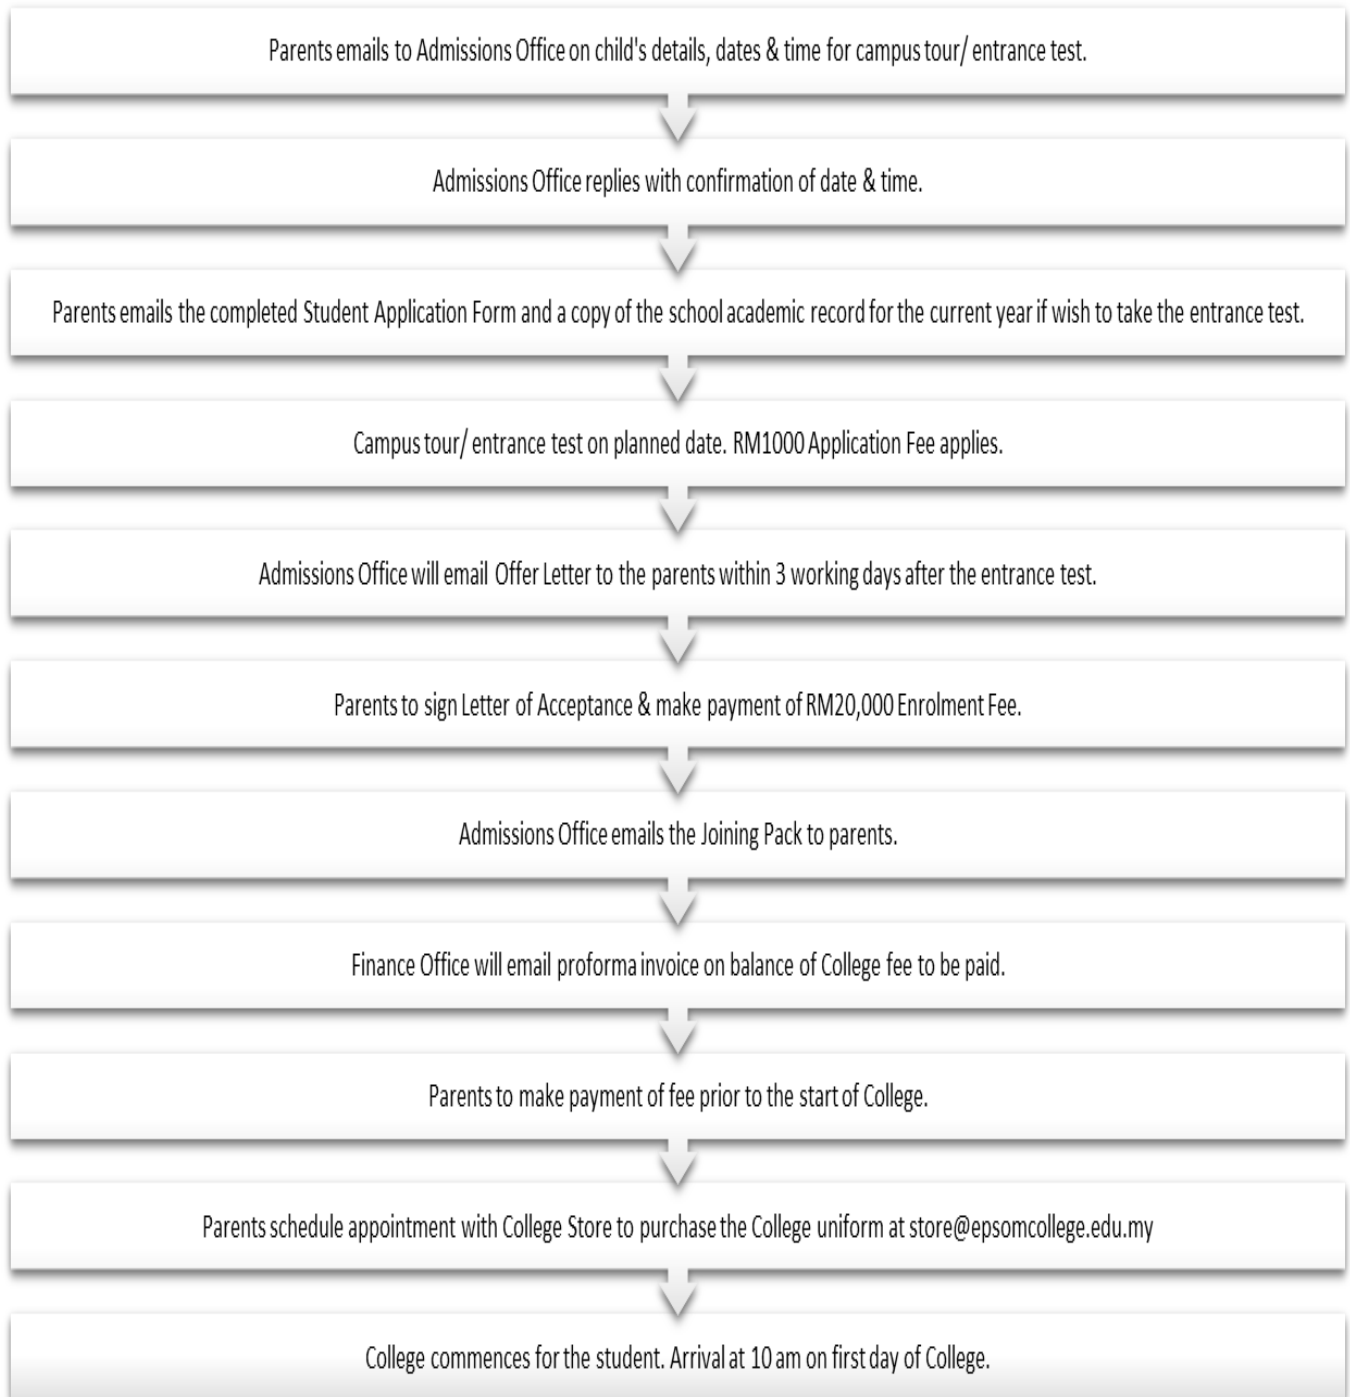 Parents emails to Admissions Office on child's details, dates & time for campus tour/ entrance test.
Admissions Office replies with confirmation of date & time.
Parents emails the completed Student Application Form and a copy of the school academic record for the current year if wish to take the entrance test.
Campus tour/ entrance test on planned date. RM1000 Application Fee applies.
Admissions Office will email Offer Letter to the parents within 3 working days after the entrance test.
Parents to sign Letter of Acceptance & make payment of RM20,000 Enrolment Fee.
Admissions Office emails the Joining Pack to parents.
Finance Office will email proforma invoice on balance of College fee to be paid.
Parents to make payment of fee prior to the start of College.
Parents schedule appointment with College Store to purchase the College uniform at store@epsomcollege.edu.my
College commences for the student. Arrival at 10 am on first day of College.